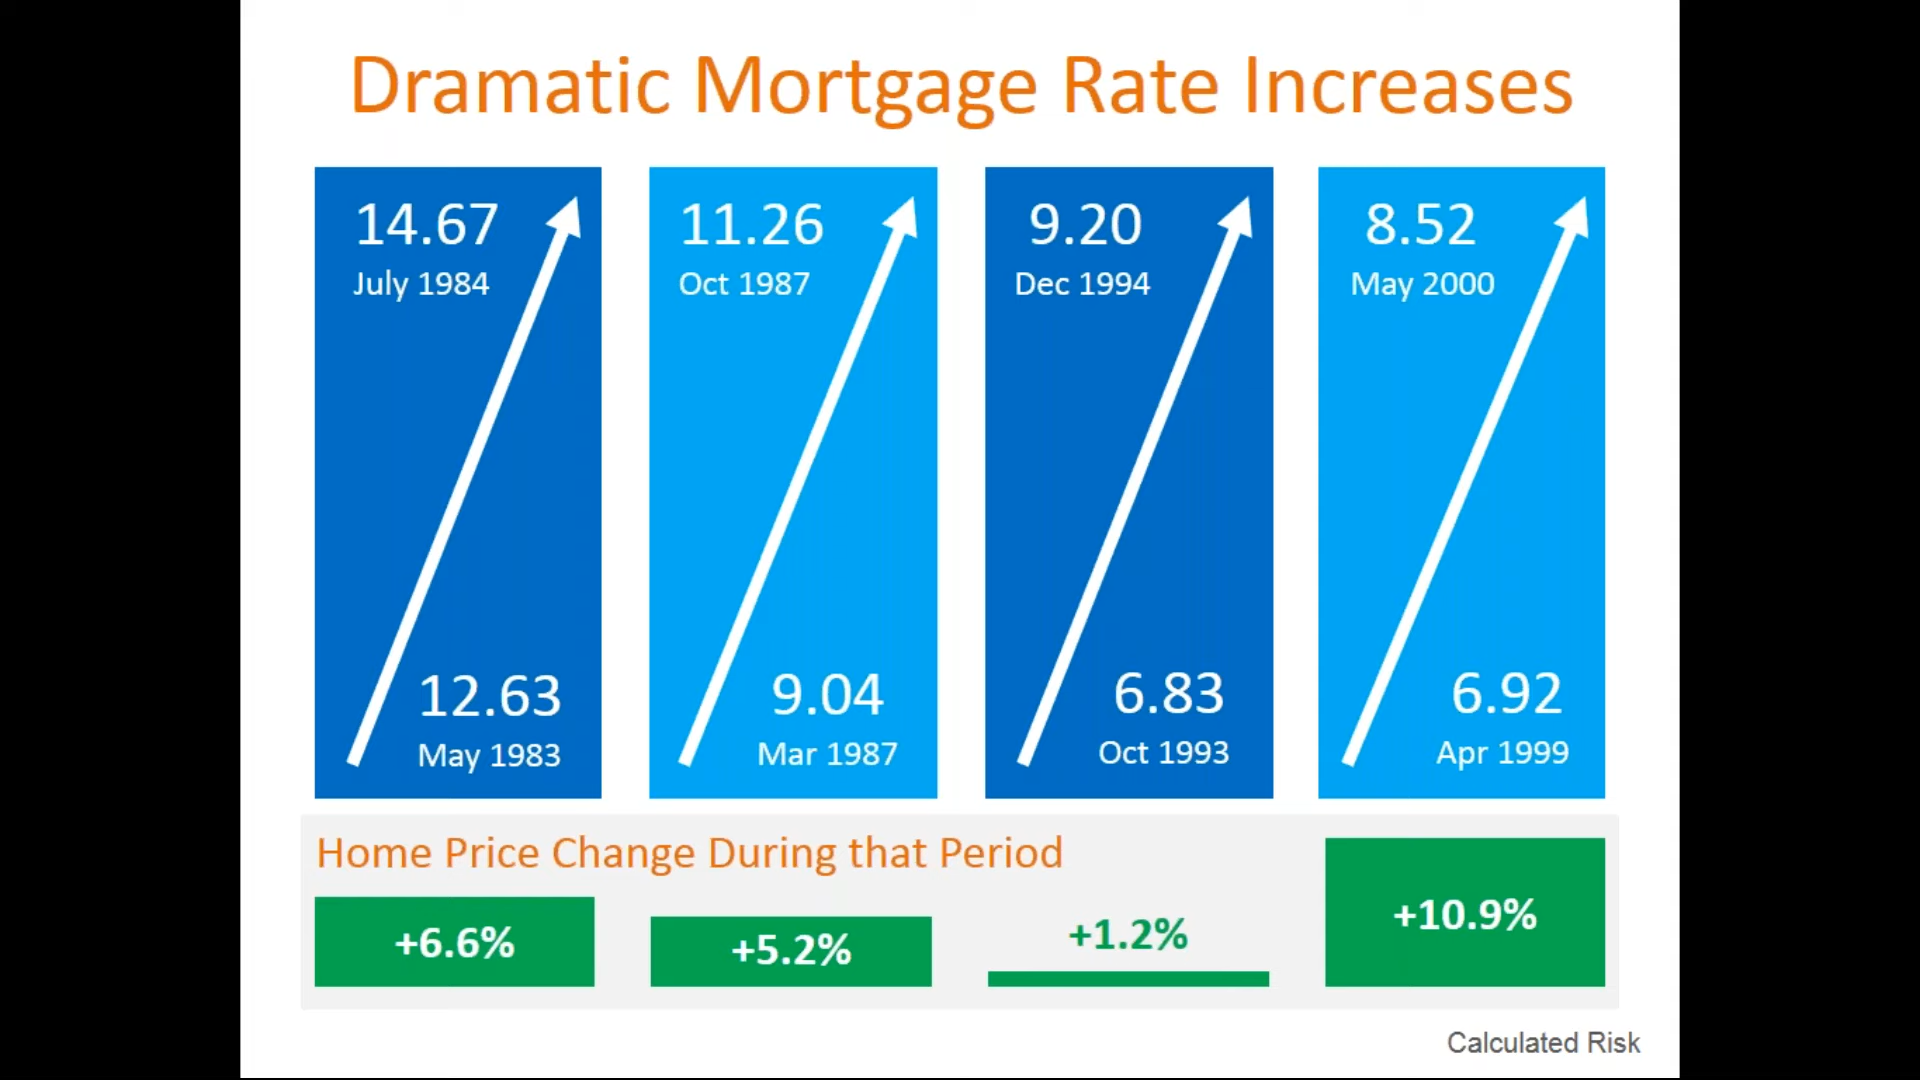 Dramatic Mortgage Rate Increases
14.67
July 1984
12.63
May 1983
11.26
Oct 1987
9.04
Mar 1987
9.20
Dec 1994
6.83
Oct 1993
8.52
May 2000
6.92
Apr 1999
Home Price Change During that Period
+6.6%
+5.2%
+1.2%
+10.9%
Calculated Risk